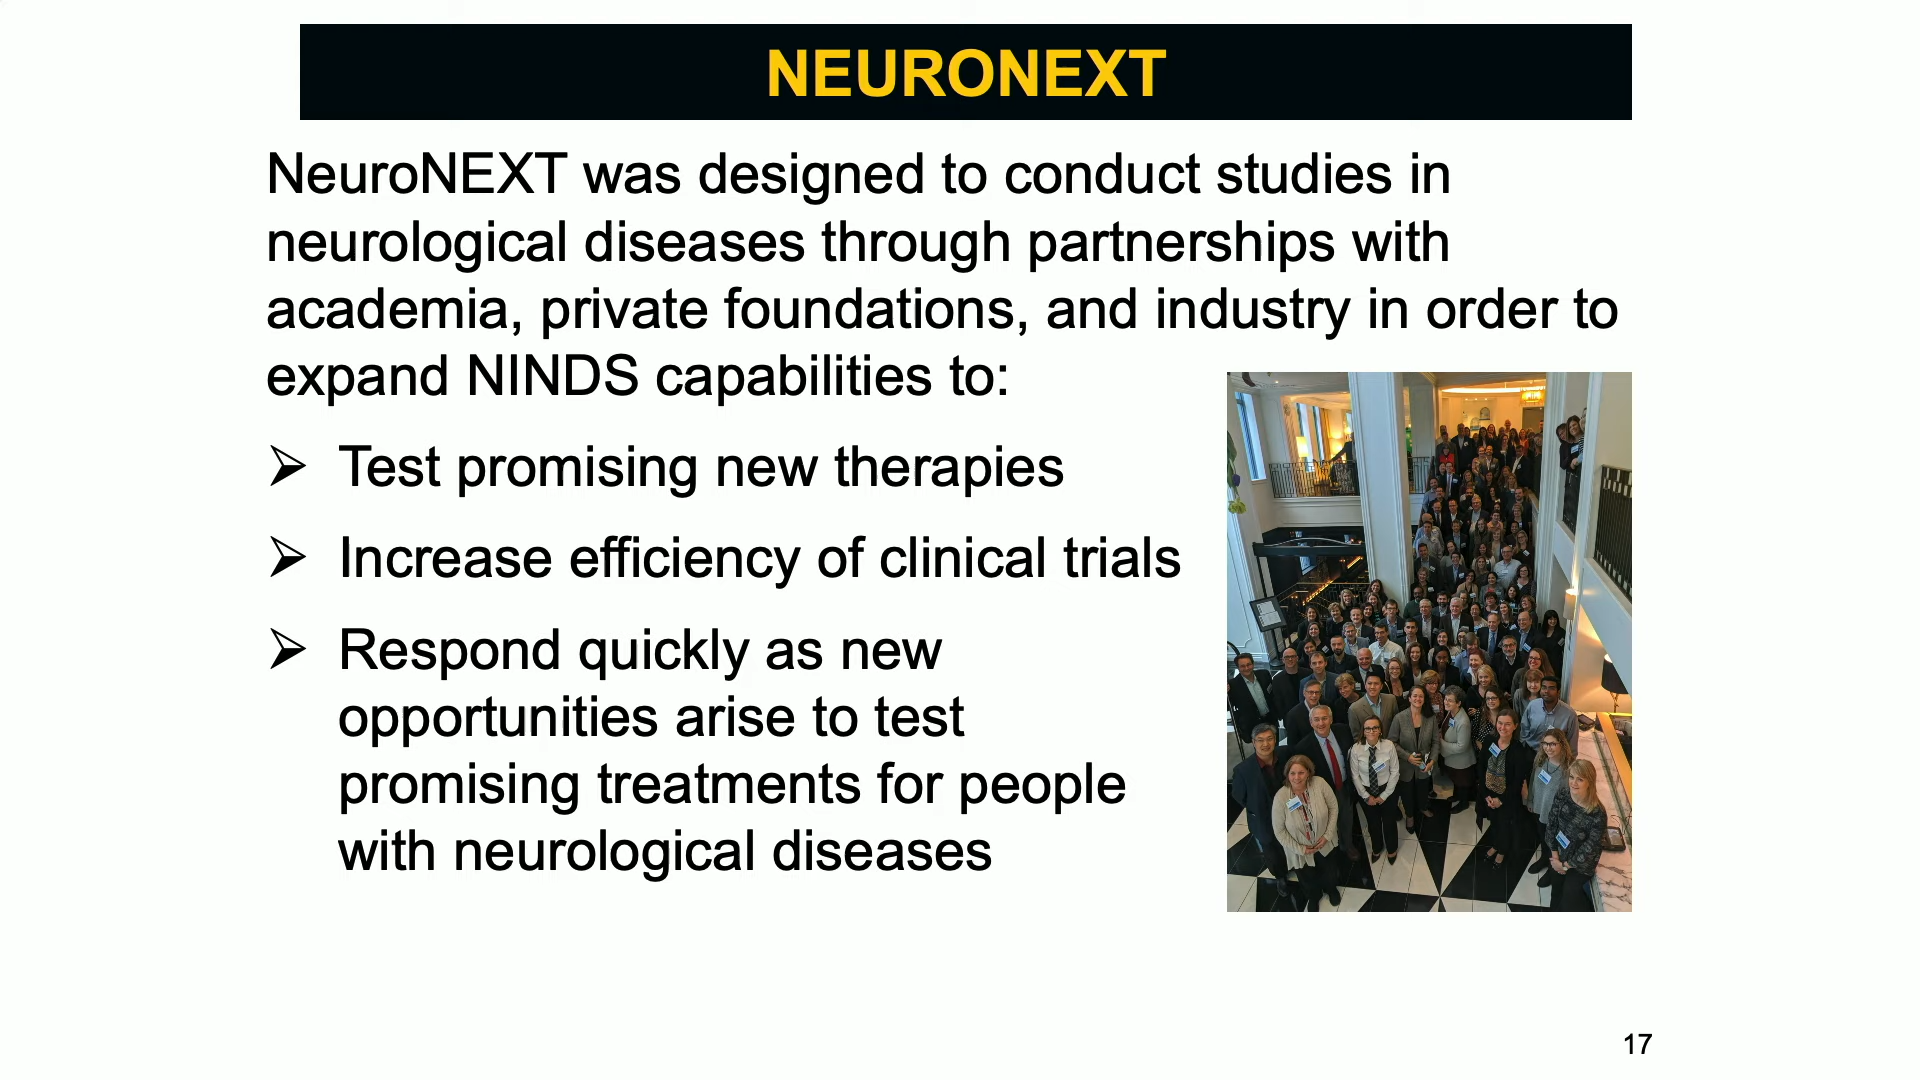 NEURONEXT
NeuroNEXT was designed to conduct studies in
neurological diseases through partnerships with
academia, private foundations, and industry in order to
expand NINDS capabilities to:
➢ Test promising new therapies
➢ Increase efficiency of clinical trials
➢ Respond quickly as new
opportunities arise to test
promising treatments for people
with neurological diseases
17